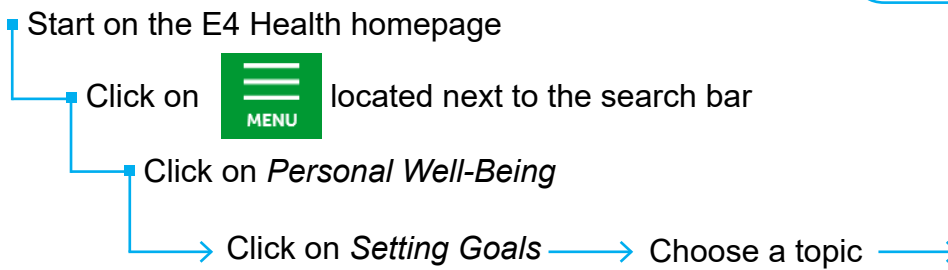 Start on the E4 Health homepage
Click on MENU located next to the search bar
Click on Personal Well-Being
Click on Setting Goals Choose a topic